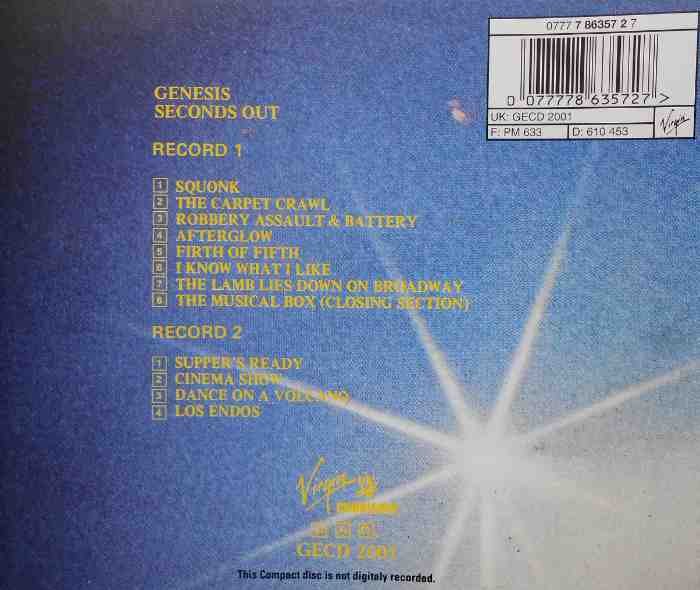 0777 7 86357 2 7
0 077778 635727 >
UK: GECD 2001
F: PM 633 D: 610 453 Virgin
GENESIS
SECONDS OUT
RECORD 1
1 SQUONK
2 THE CARPET CRAWL
3 ROBBERY ASSAULT & BATTERY
4 AFTERGLOW
5 FIRTH OF FIFTH
6 I KNOW WHAT I LIKE
7 THE LAMB LIES DOWN ON BROADWAY
8 THE MUSICAL BOX (CLOSING SECTION)
RECORD 2
1 SUPPER'S READY
2 CINEMA SHOW
3 DANCE ON A VOLCANO
4 LOS ENDOS
Virgin
GECD 2001
This Compact disc is not digitaly recorded.